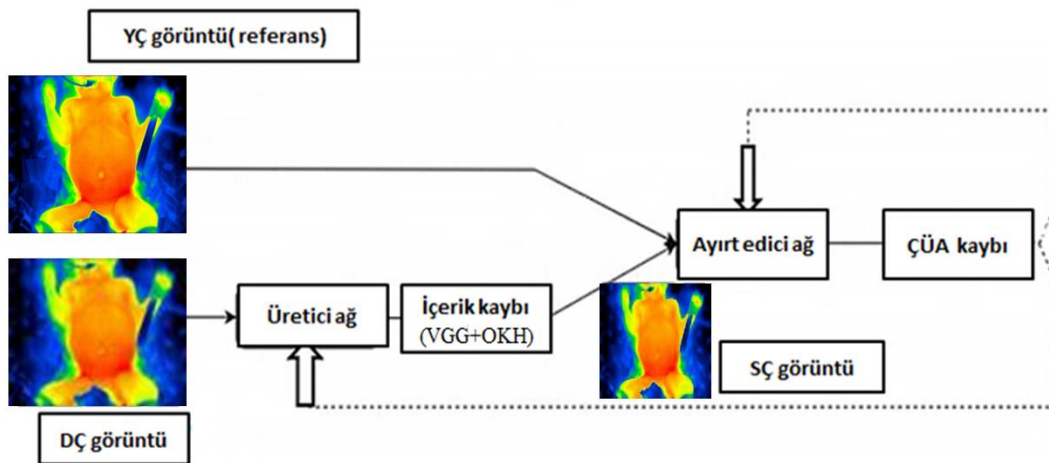 YÇ görüntü( referans)
Ayırt edici ağ
ÇÜA kaybı
Üretici ağ
İçerik kaybı
(VGG+OKH)
SÇ görüntü
DÇ görüntü